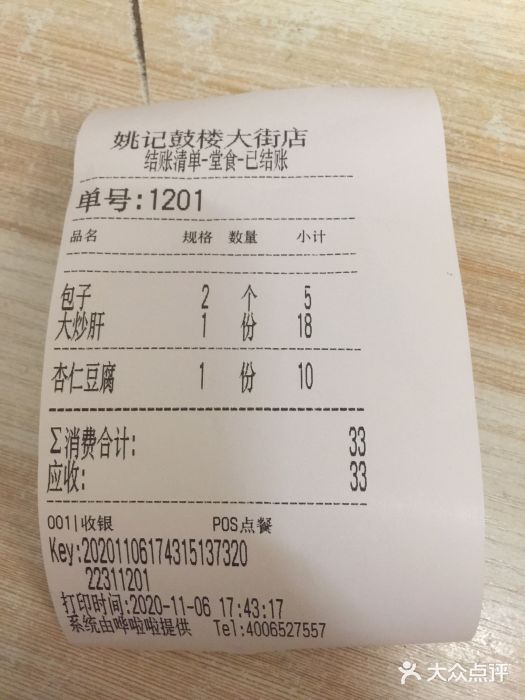 姚记鼓楼大街店
结账清单-堂食-已结账
单号:1201
品名 规格 数量 小计
包子 2 个 5
大炒肝 1 份 18
杏仁豆腐 1 份 10
Σ消费合计: 33
应收: 33
001|收银 POS点餐
Key:20201106174315137320
22311201
打印时间:2020-11-06 17:43:17
系统由哗啦啦提供 Tel:4006527557
大众点评